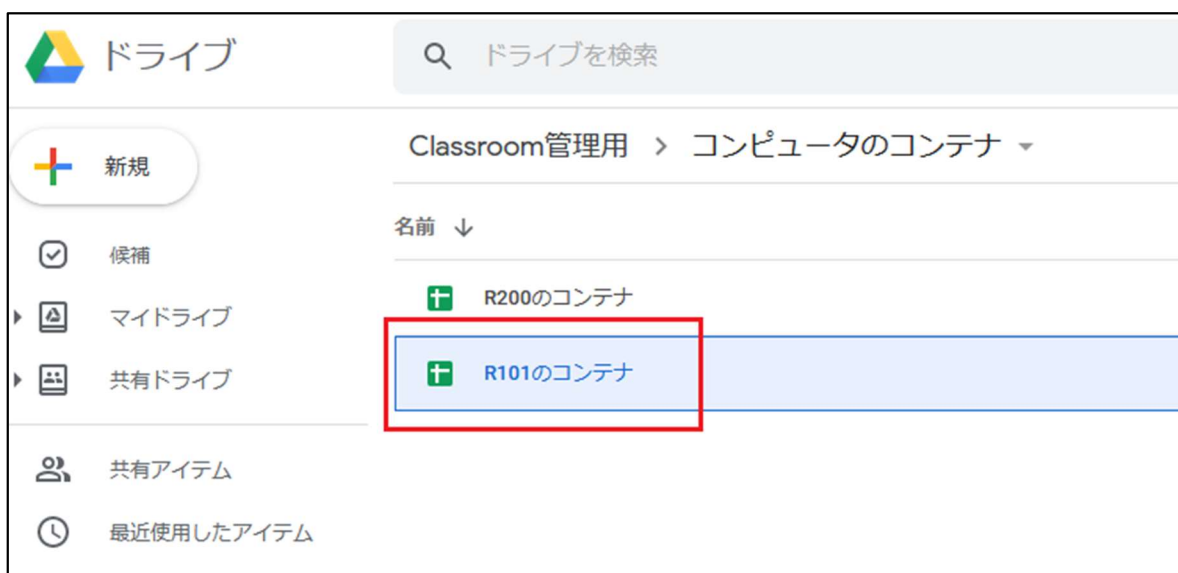 ドライブ
ドライブを検索
新規
候補
マイドライブ
共有ドライブ
共有アイテム
最近使用したアイテム
Classroom管理用 > コンピュータのコンテナ
名前
R200のコンテナ
R101のコンテナ